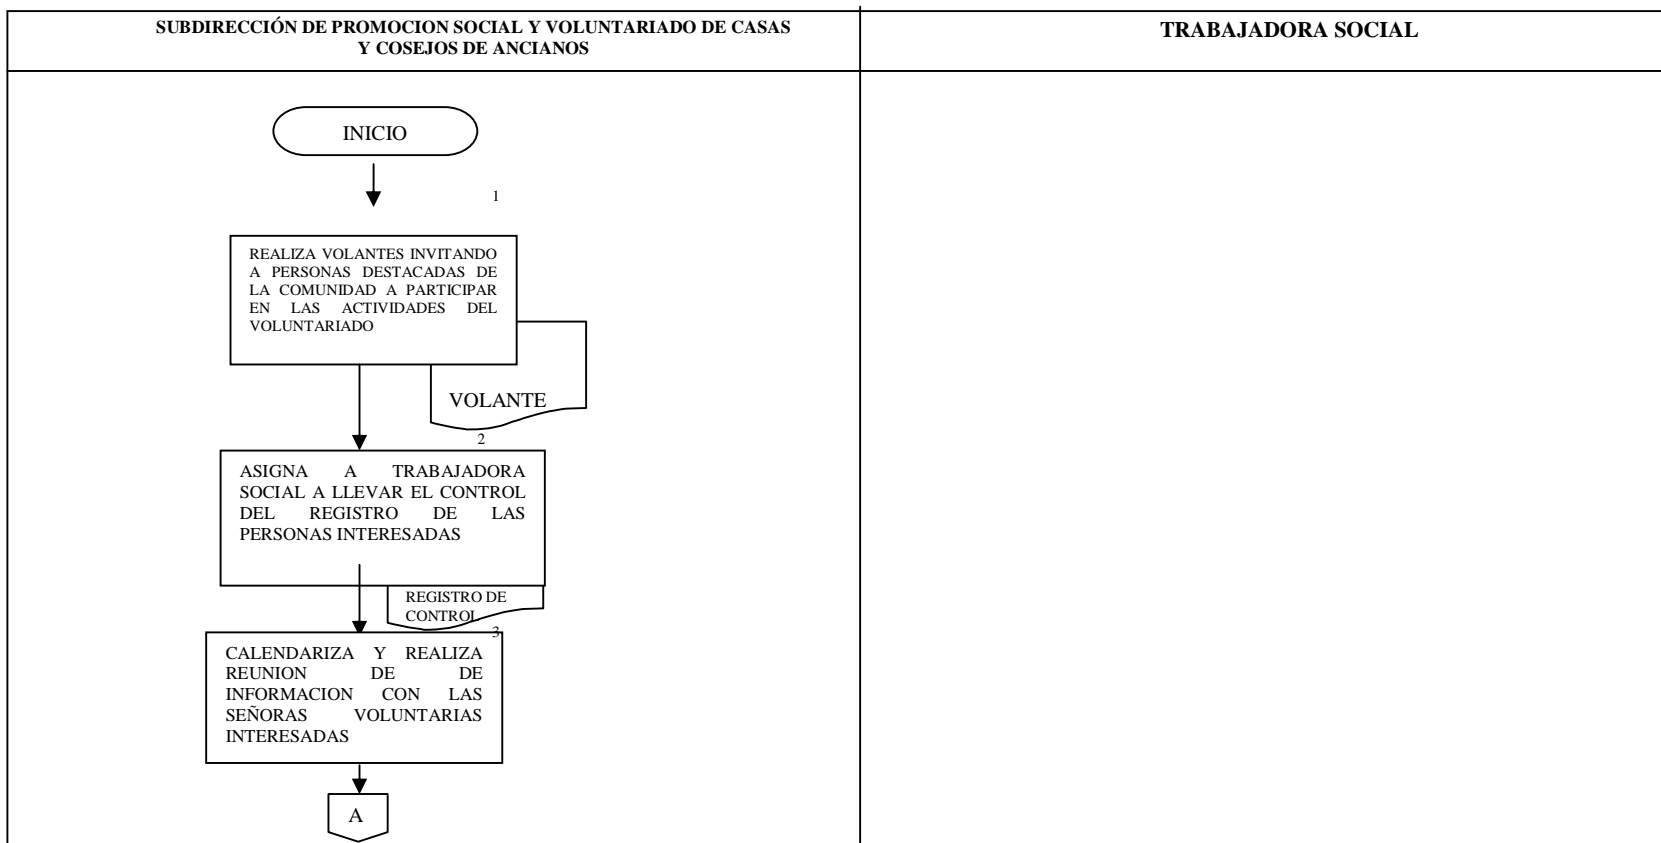 SUBDIRECCIÓN DE PROMOCION SOCIAL Y VOLUNTARIADO DE CASAS
Y COSEJOS DE ANCIANOS
TRABAJADORA SOCIAL
INICIO
1
REALIZA VOLANTES INVITANDO
A PERSONAS DESTACADAS DE
LA COMUNIDAD A PARTICIPAR
EN LAS ACTIVIDADES DEL
VOLUNTARIADO
VOLANTE
2
ASIGNA A TRABAJADORA
SOCIAL A LLEVAR EL CONTROL
DEL REGISTRO DE LAS
PERSONAS INTERESADAS
REGISTRO DE
CONTROL
3
CALENDARIZA Y REALIZA
REUNION DE DE
INFORMACION CON LAS
SEÑORAS VOLUNTARIAS
INTERESADAS
A